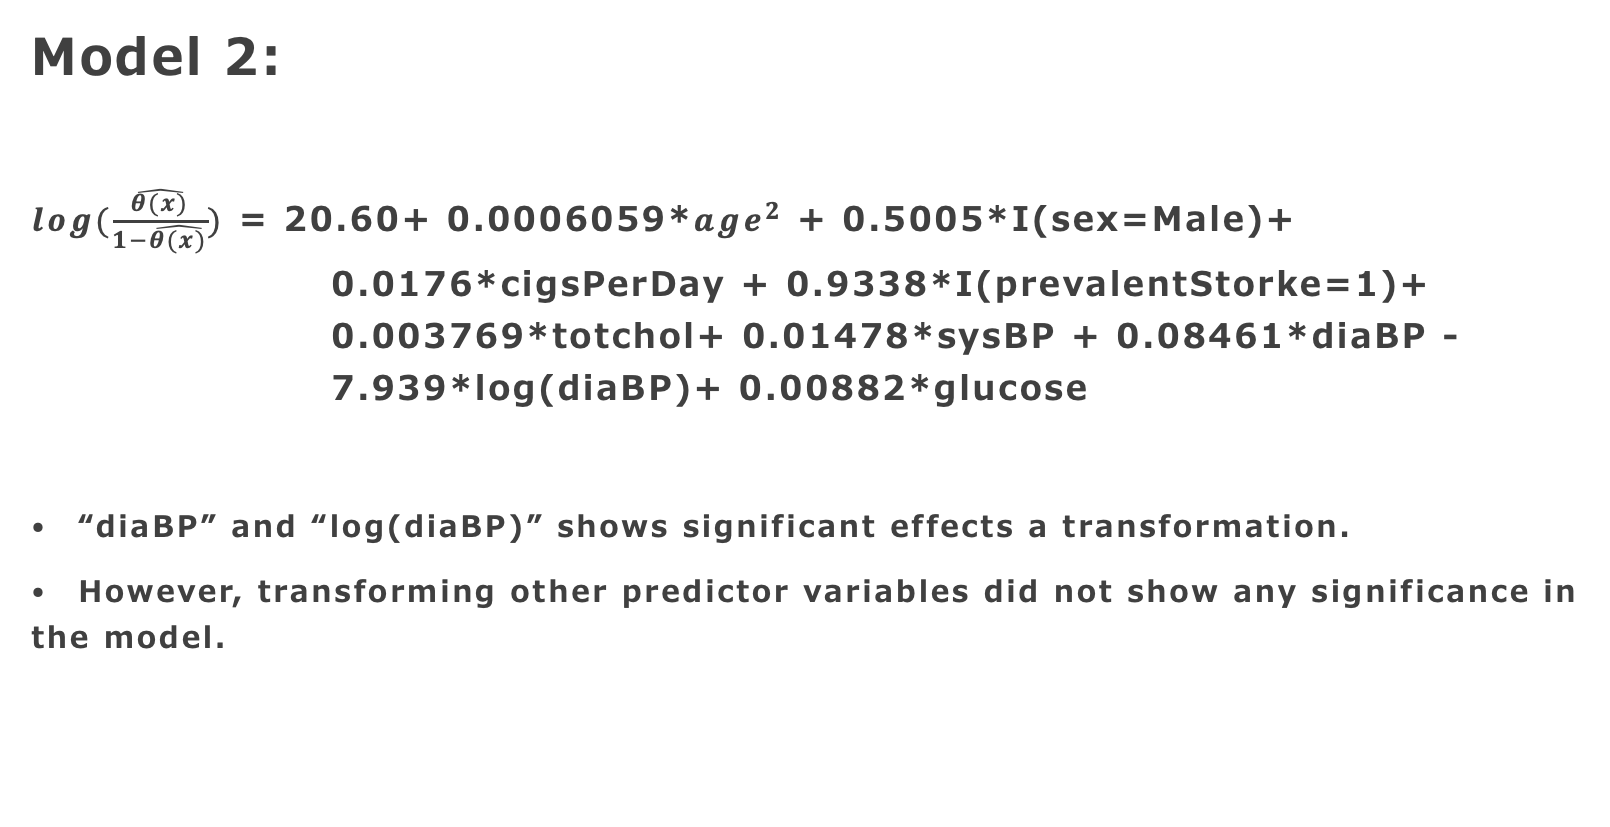 Model 2:
log(θ(x)̂/1−θ(x)̂) = 20.60+ 0.0006059*age² + 0.5005*I(sex=Male)+
0.0176*cigsPerDay + 0.9338*I(prevalentStorke=1)+
0.003769*totchol+ 0.01478*sysBP + 0.08461*diaBP -
7.939*log(diaBP)+ 0.00882*glucose
• “diaBP” and “log(diaBP)” shows significant effects a transformation.
• However, transforming other predictor variables did not show any significance in
the model.